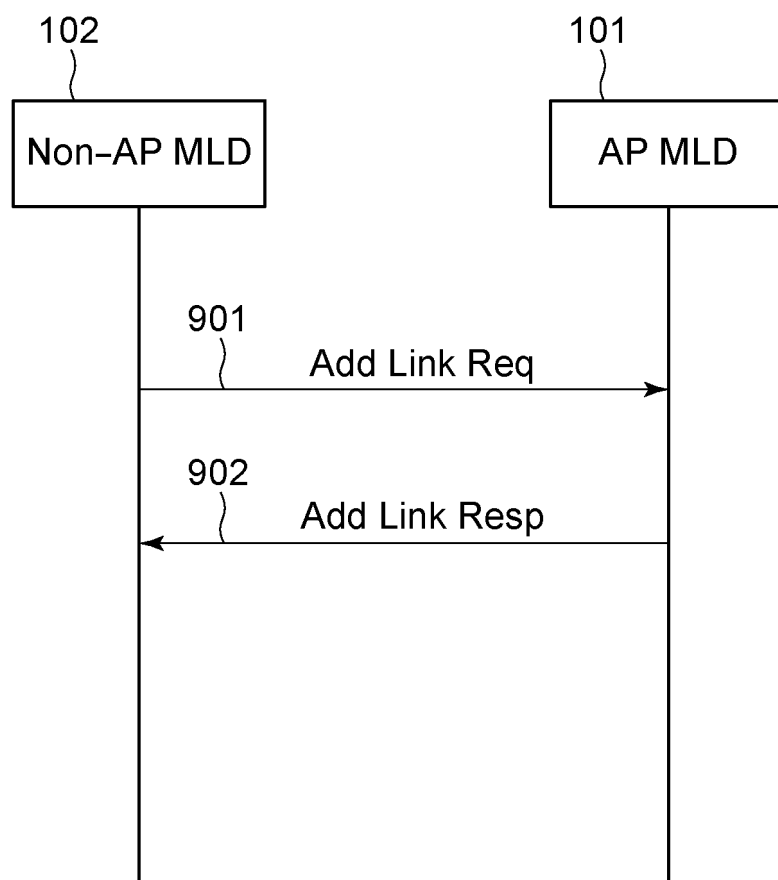 102
101
Non-AP MLD
AP MLD
901
Add Link Req
902
Add Link Resp